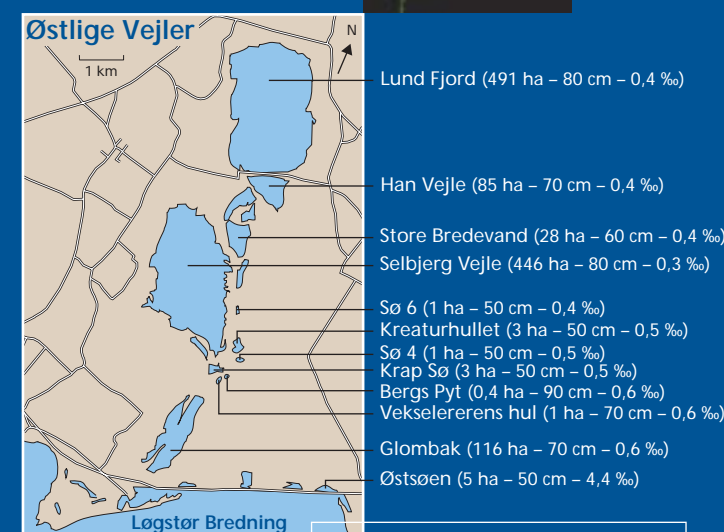 Østlige Vejler
N
1 km
Lund Fjord (491 ha – 80 cm – 0,4 ‰)
Han Vejle (85 ha – 70 cm – 0,4 ‰)
Store Bredevand (28 ha – 60 cm – 0,4 ‰)
Selbjerg Vejle (446 ha – 80 cm – 0,3 ‰)
Sø 6 (1 ha – 50 cm – 0,4 ‰)
Kreaturhullet (3 ha – 50 cm – 0,5 ‰)
Sø 4 (1 ha – 50 cm – 0,5 ‰)
Krap Sø (3 ha – 50 cm – 0,5 ‰)
Bergs Pyt (0,4 ha – 90 cm – 0,6 ‰)
Vekselererens hul (1 ha – 70 cm – 0,6 ‰)
Glombak (116 ha – 70 cm – 0,6 ‰)
Østsøen (5 ha – 50 cm – 4,4 ‰)
Løgstør Bredning